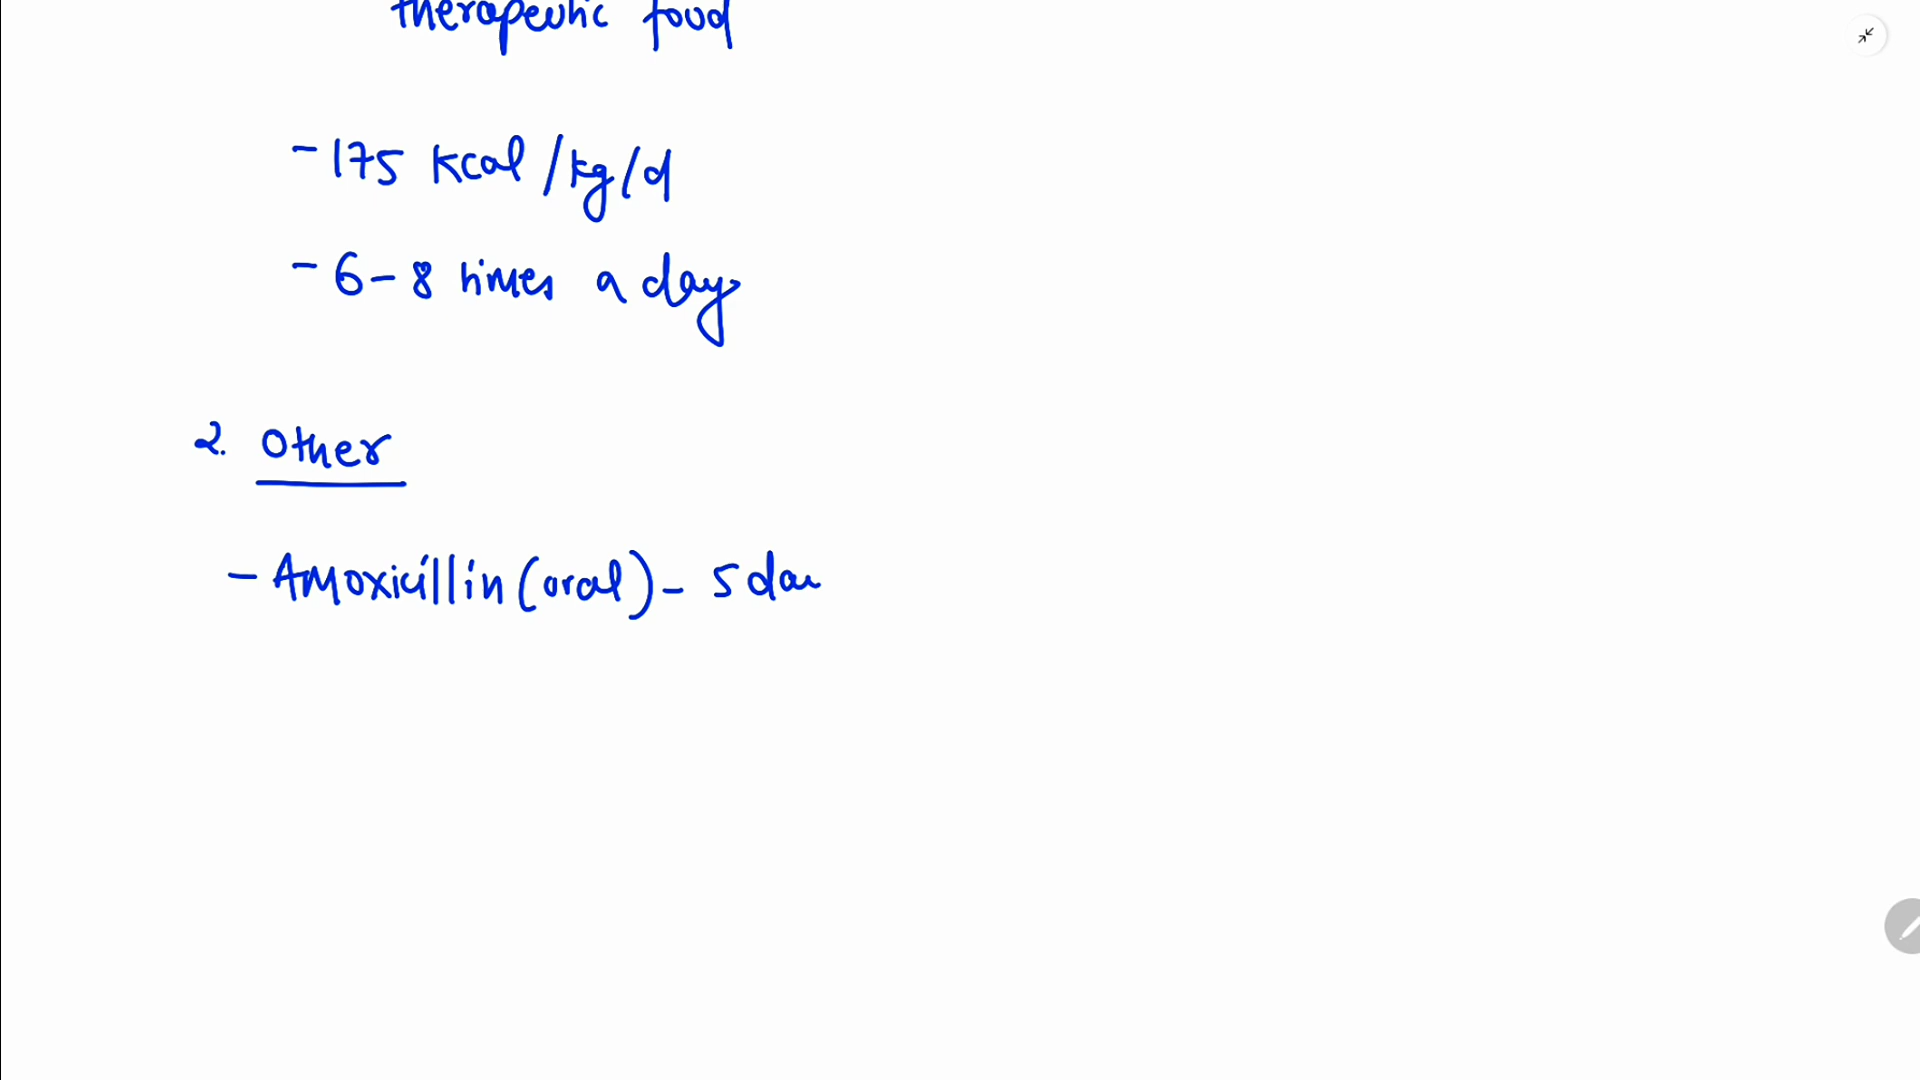 therapeutic food
- 175 Kcal/kg/d
- 6-8 times a day
2. Other
- Amoxicillin (oral) - 5 da